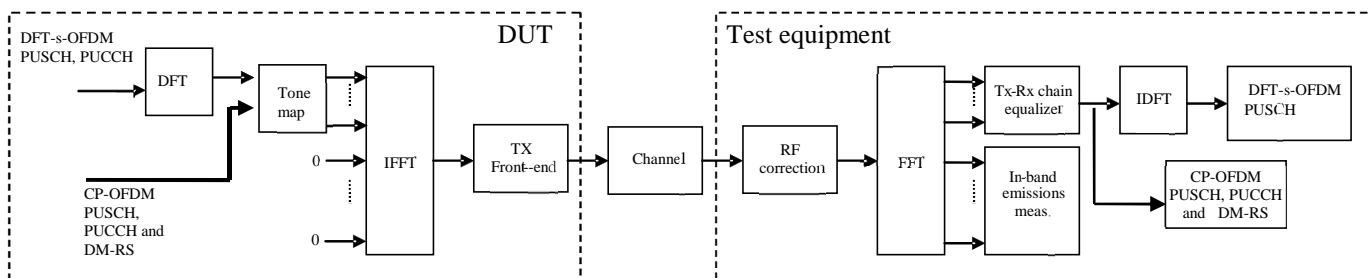 DUT
Test equipment
DFT-s-OFDM
PUSCH, PUCCH
DFT
Tone
map
0
0
CP-OFDM
PUSCH,
PUCCH and
DM-RS
IFFT
TX
Front-end
Channel
RF
correction
FFT
Tx-Rx chain
equalizer
In-band
emissions
meas.
IDFT
DFT-s-OFDM
PUSCH
CP-OFDM
PUSCH, PUCCH
and DM-RS